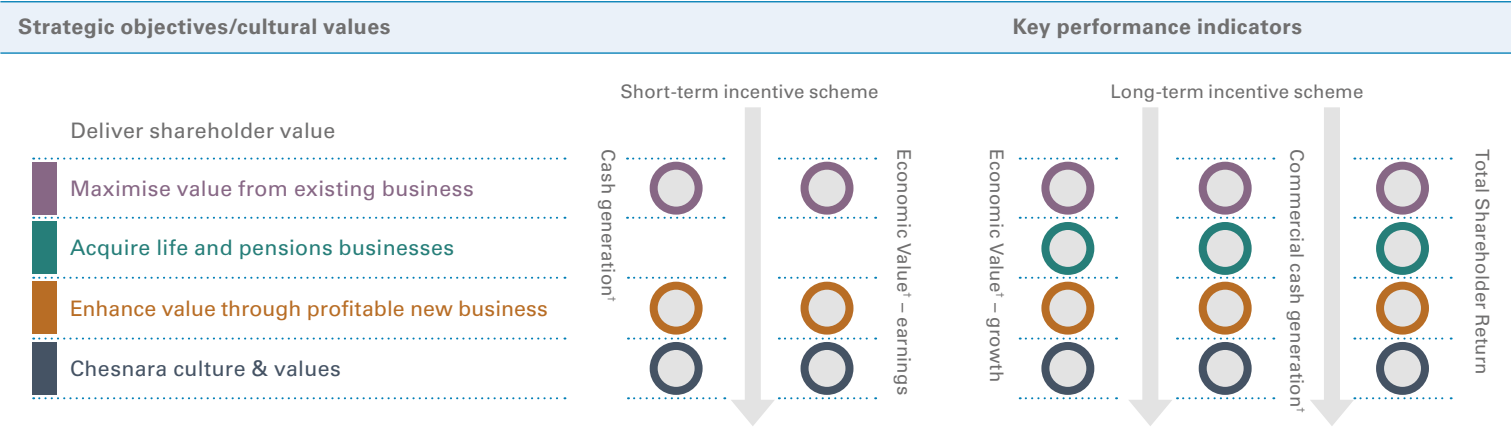 Strategic objectives/cultural values
Key performance indicators
Short-term incentive scheme
Long-term incentive scheme
Deliver shareholder value
Maximise value from existing business
Acquire life and pensions businesses
Enhance value through profitable new business
Chesnara culture & values
Cash generation†
Economic Value† – earnings
Economic Value† – growth
Commercial cash generation†
Total Shareholder Return